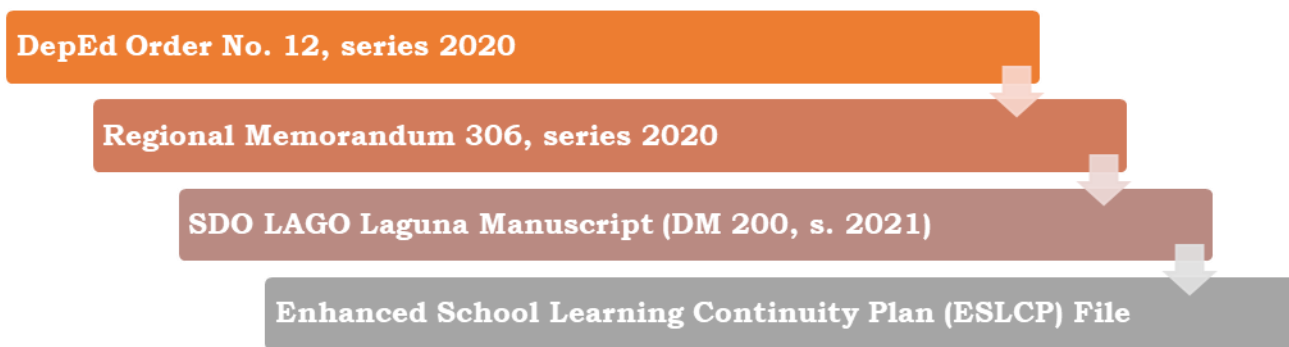 DepEd Order No. 12, series 2020
Regional Memorandum 306, series 2020
SDO LAGO Laguna Manuscript (DM 200, s. 2021)
Enhanced School Learning Continuity Plan (ESLCP) File